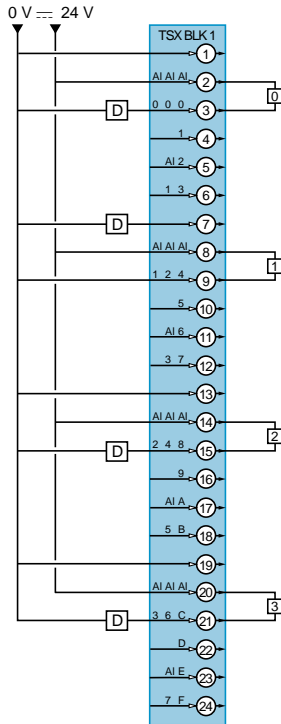 0 V ⎓ 24 V
TSX BLK 1
1
AI AI AI 2
0
D 0 0 0 3
1 4
AI 2 5
1 3 6
D 7
AI AI AI 8
1
1 2 4 9
5 10
AI 6 11
3 7 12
13
AI AI AI 14
2
D 2 4 8 15
9 16
AI A 17
5 B 18
19
AI AI AI 20
3
D 3 6 C 21
D 22
AI E 23
7 F 24